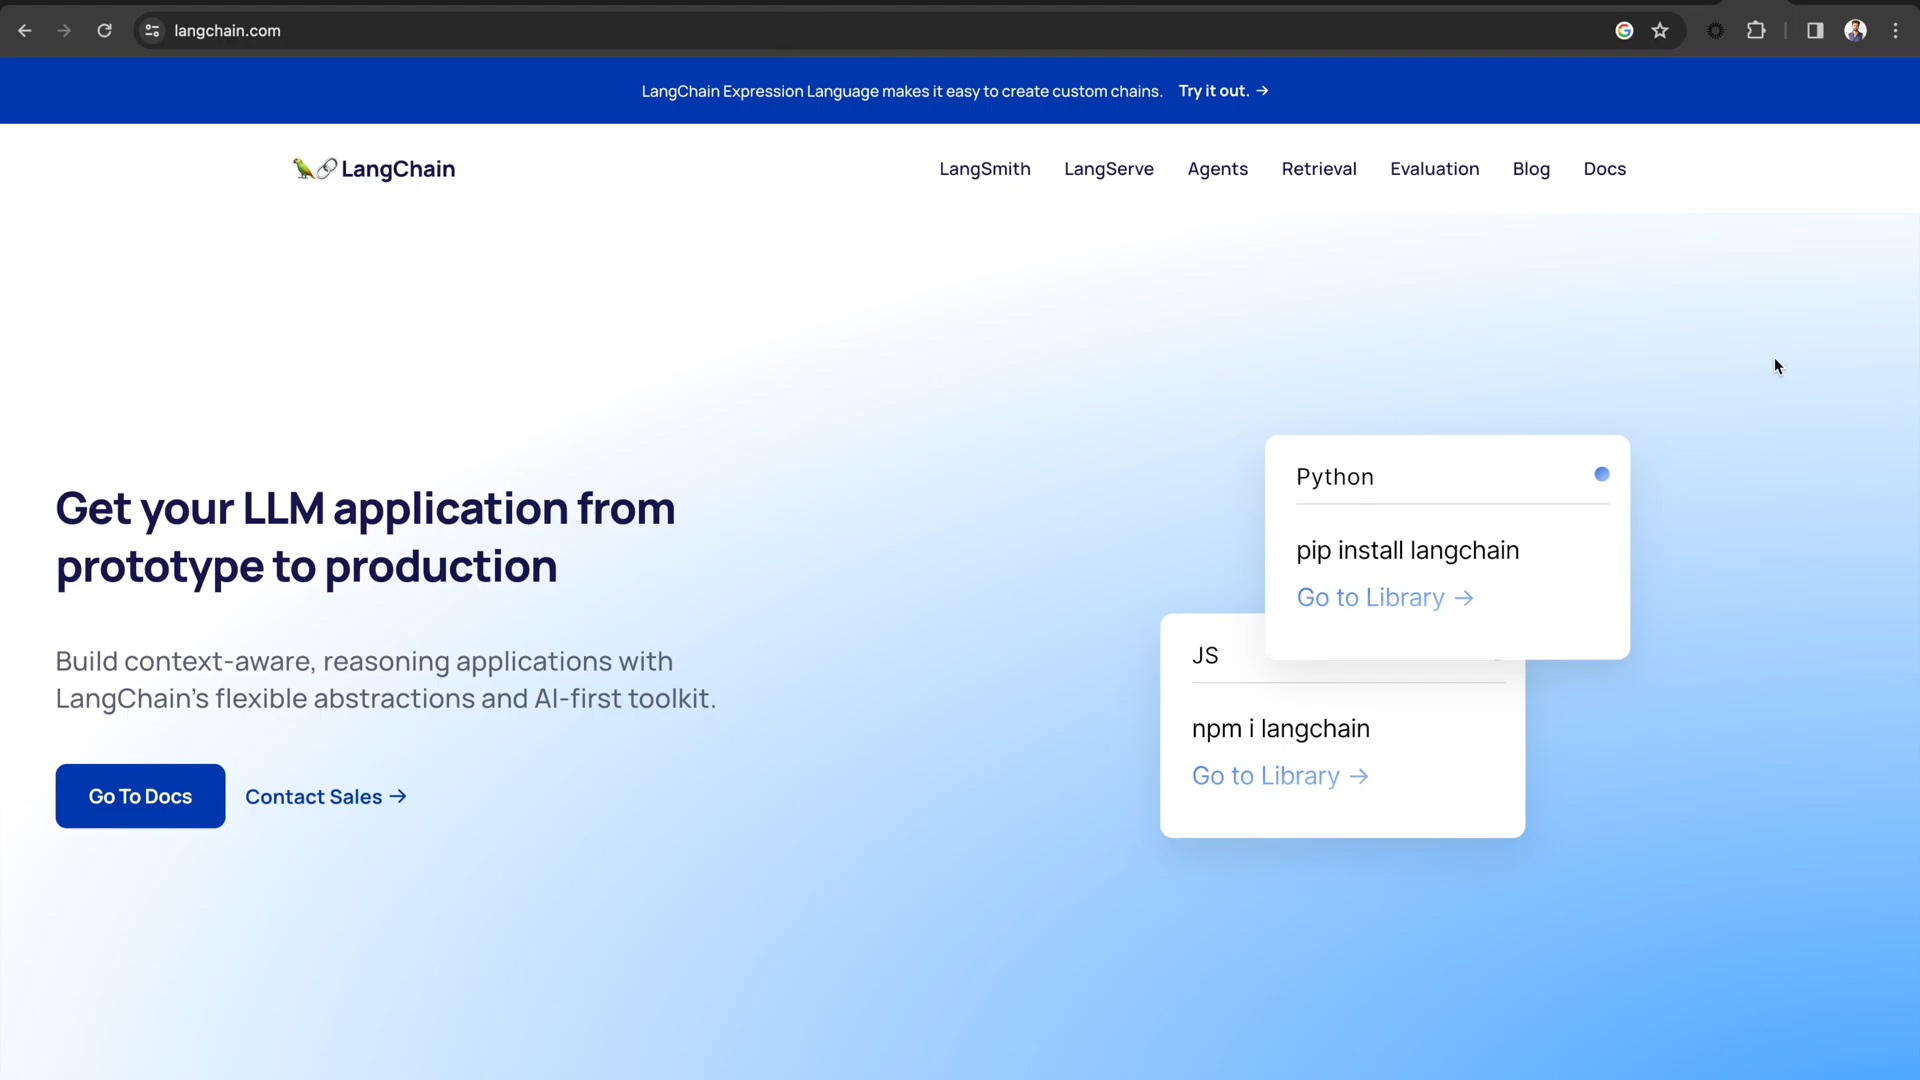 langchain.com
LangChain Expression Language makes it easy to create custom chains. Try it out. →
LangChain
LangSmith LangServe Agents Retrieval Evaluation Blog Docs
Get your LLM application from
prototype to production
Build context-aware, reasoning applications with
LangChain's flexible abstractions and AI-first toolkit.
Go To Docs Contact Sales →
Python
pip install langchain
Go to Library →
JS
npm i langchain
Go to Library →